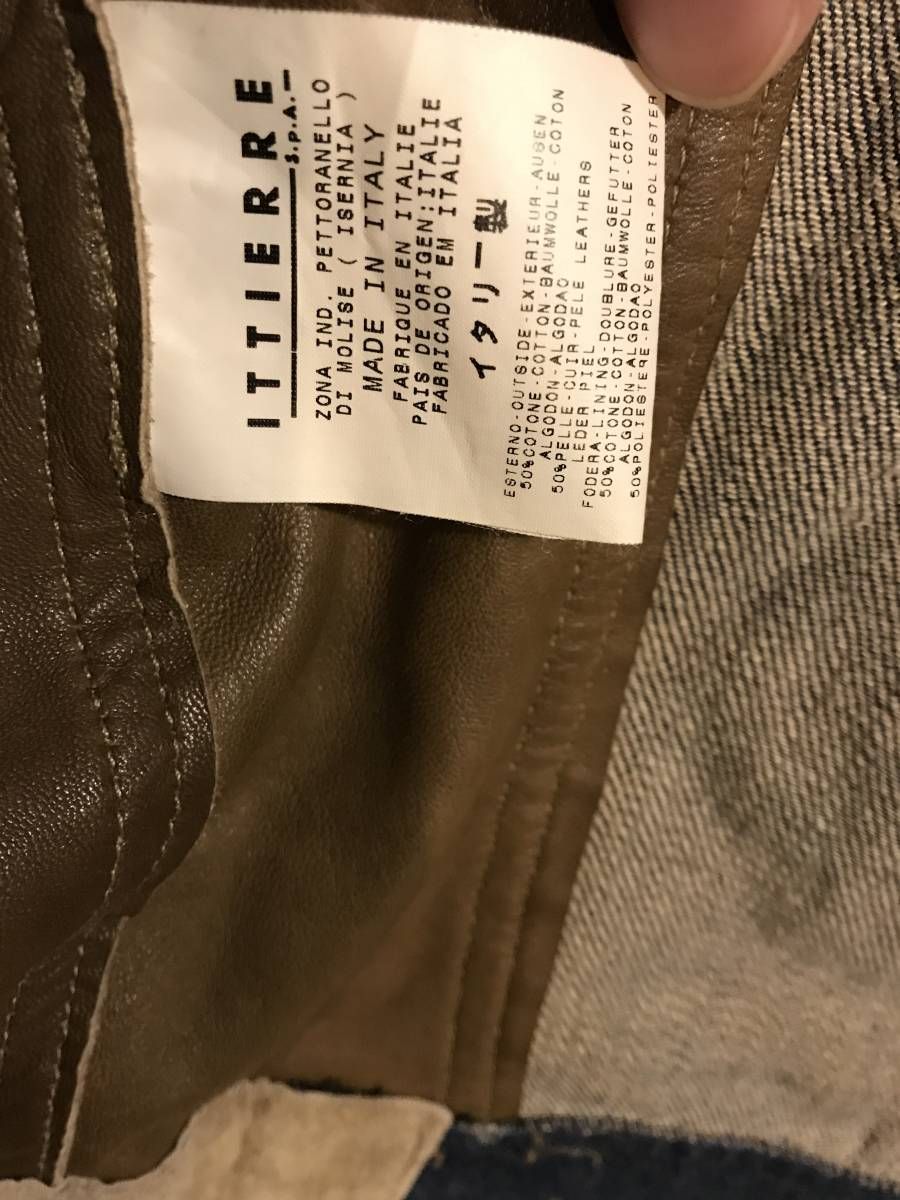 ITTIERRE
S.p.A.
ZONA IND. PETTORANELLO
DI MOLISE ( ISERNIA )
MADE IN ITALY
FABRIQUE EN ITALIE
PAIS DE ORIGEN:ITALIE
FABRICADO EM ITALIA
イタリー製
ESTERNO-OUTSIDE-EXTERIEUR-AUSEN
50%COTONE-COTTON-BAUMWOLLE-COTON
ALGODON-ALGODAO
50%PELLE-CUIR-PELE LEATHERS
LEDER PIEL
FODERA-LINING-DOUBLURE-GEFUTTER
50%COTONE-COTTON-BAUMWOLLE-COTON
ALGODON-ALGODAO
50%POLIESTERE-POLYESTER-POLIESTER